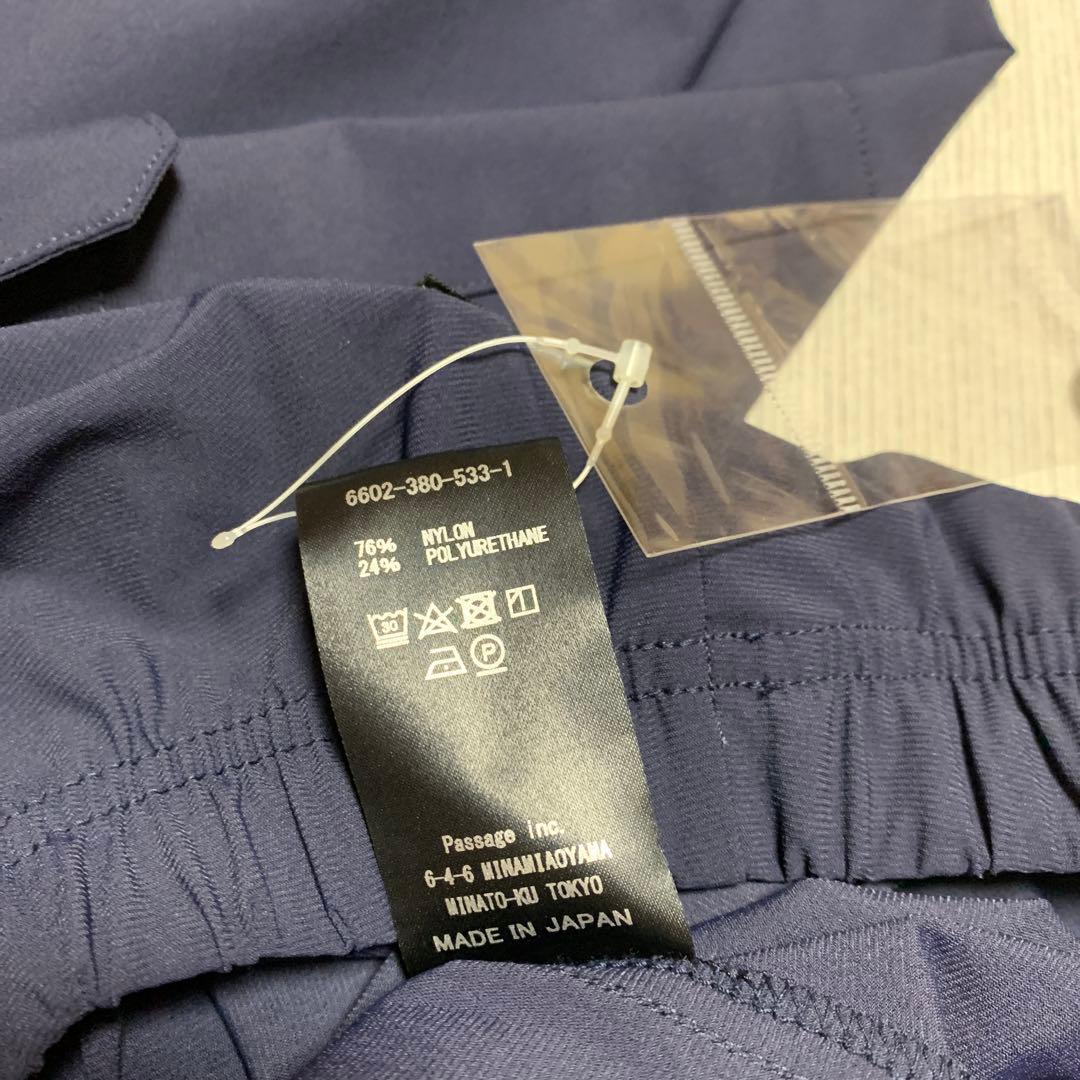 6602-380-533-1
76% NYLON
24% POLYURETHANE
30
P
Passage inc.
6-4-6 MINAMIAOYAMA
MINATO-KU TOKYO
MADE IN JAPAN